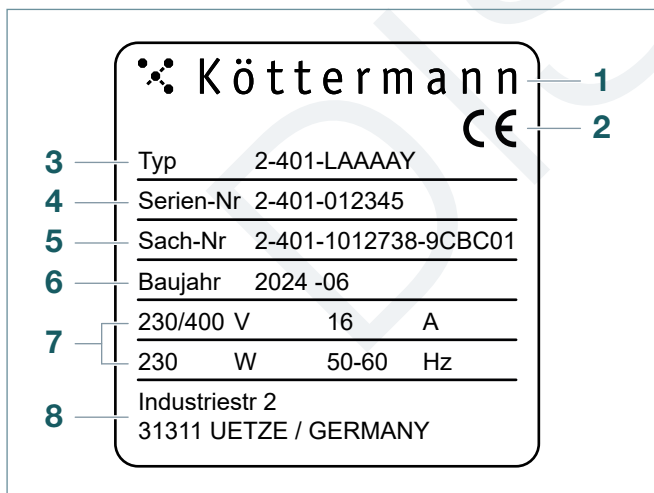 Köttermann 1
CE 2
3 Typ 2-401-LAAAAY
4 Serien-Nr 2-401-012345
5 Sach-Nr 2-401-1012738-9CBC01
6 Baujahr 2024 -06
7 230/400 V 16 A
230 W 50-60 Hz
8 Industriestr 2
31311 UETZE / GERMANY